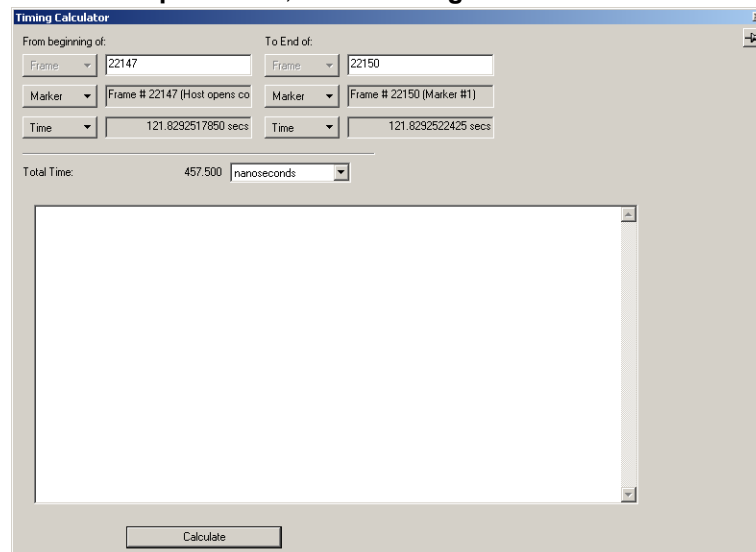 Timing Calculator
From beginning of: To End of:
Frame 22147 Frame 22150
Marker Frame # 22147 (Host opens co Marker Frame # 22150 (Marker #1)
Time 121.8292517850 secs Time 121.8292522425 secs
Total Time: 457.500 nanoseconds
Calculate